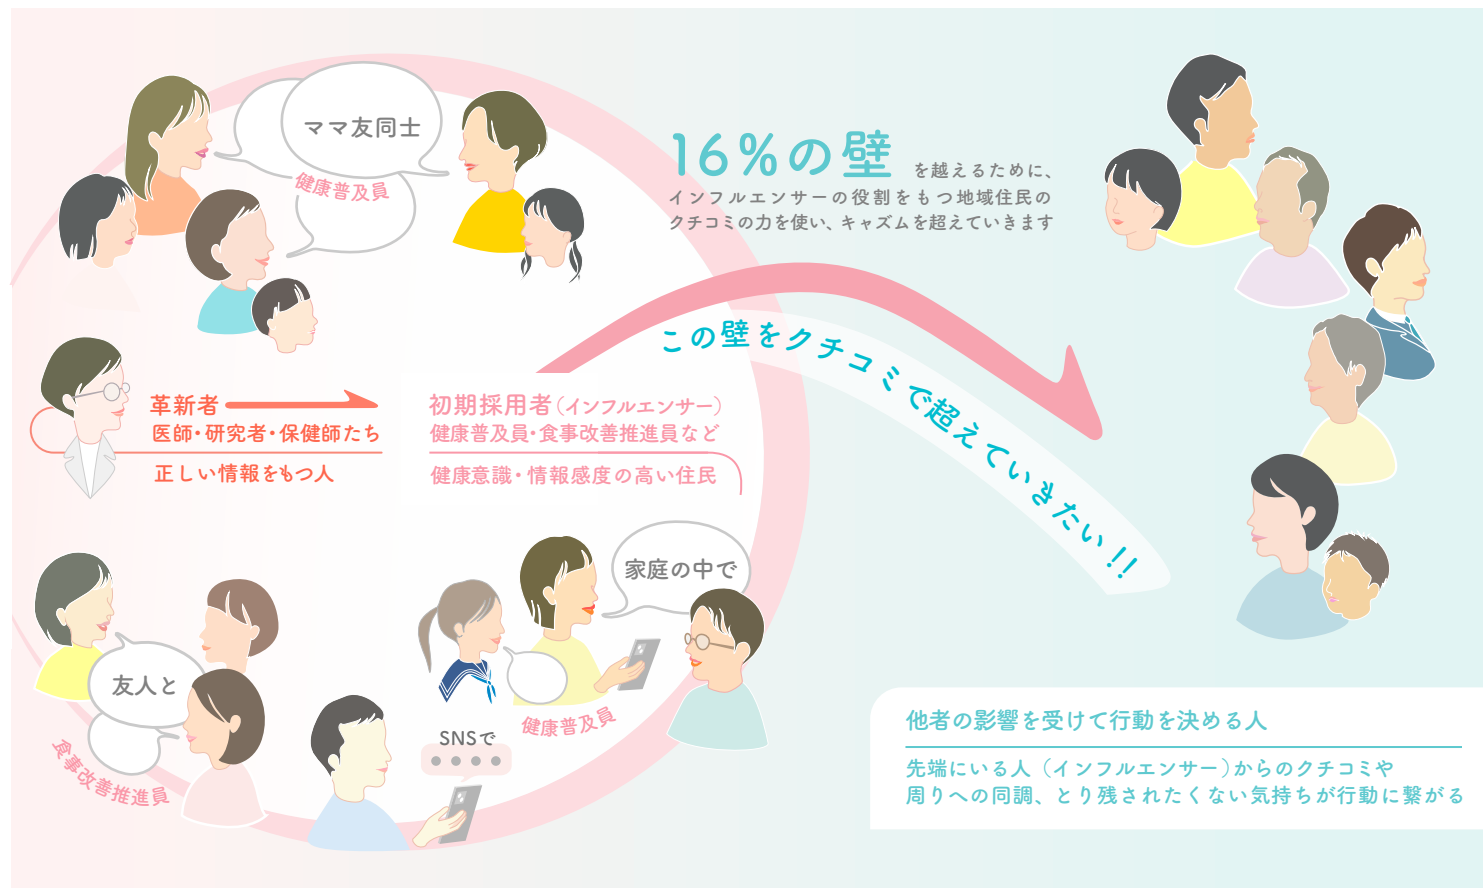 ママ友同士
健康普及員
16%の壁
を越えるために、
インフルエンサーの役割をもつ地域住民の
クチコミの力を使い、キャズムを超えていきます
この壁をクチコミで超えていきたい!!
革新者
医師・研究者・保健師たち
正しい情報をもつ人
初期採用者(インフルエンサー)
健康普及員・食事改善推進員など
健康意識・情報感度の高い住民
家庭の中で
健康普及員
友人と
食事改善推進員
SNSで
他者の影響を受けて行動を決める人
先端にいる人(インフルエンサー)からのクチコミや
周りへの同調、とり残されたくない気持ちが行動に繋がる